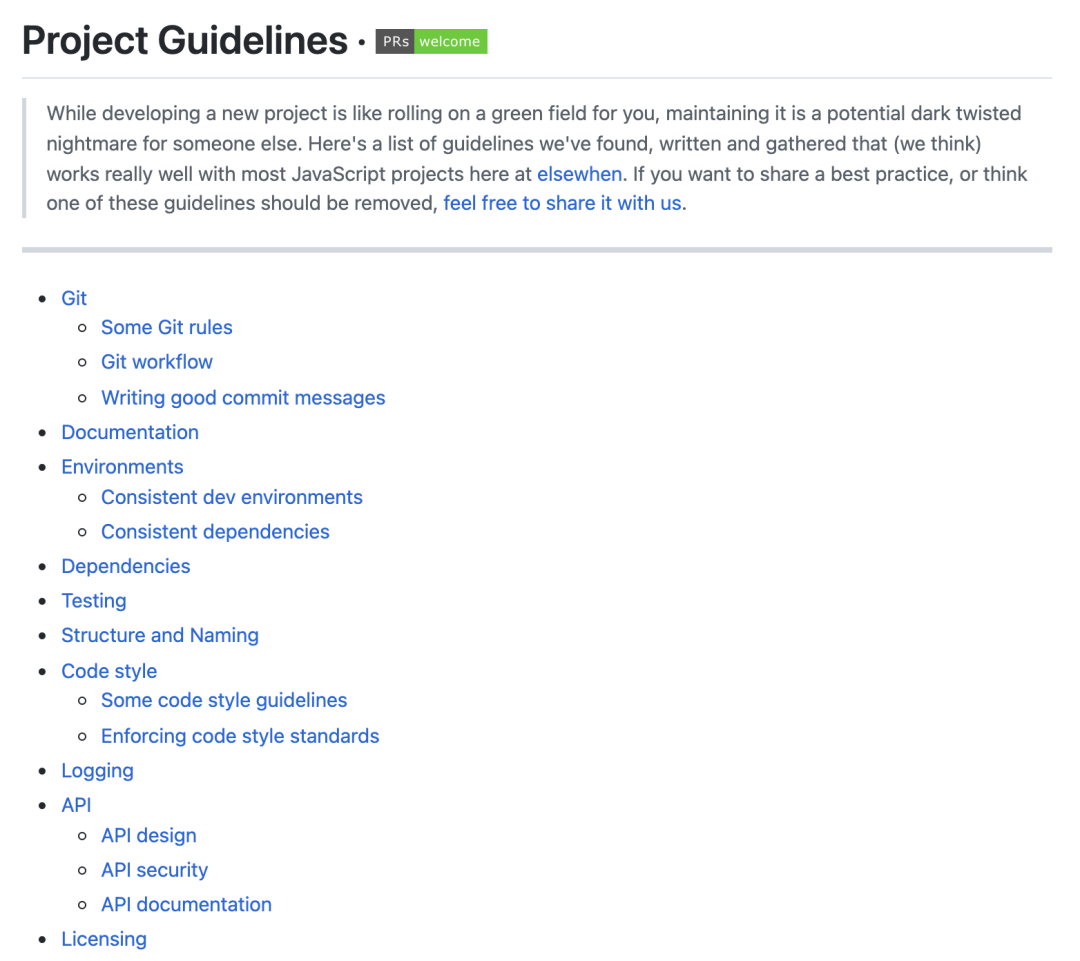 Project Guidelines · PRs welcome
While developing a new project is like rolling on a green field for you, maintaining it is a potential dark twisted
nightmare for someone else. Here's a list of guidelines we've found, written and gathered that (we think)
works really well with most JavaScript projects here at elsewhen. If you want to share a best practice, or think
one of these guidelines should be removed, feel free to share it with us.
Git
Some Git rules
Git workflow
Writing good commit messages
Documentation
Environments
Consistent dev environments
Consistent dependencies
Dependencies
Testing
Structure and Naming
Code style
Some code style guidelines
Enforcing code style standards
Logging
API
API design
API security
API documentation
Licensing